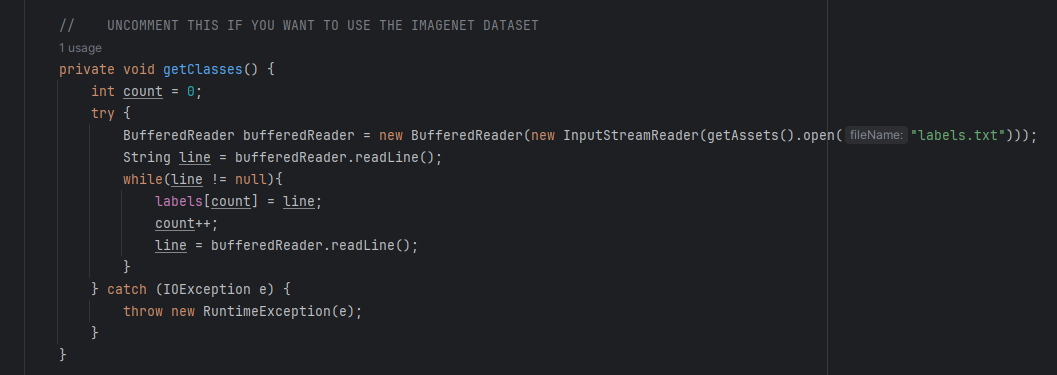 //    UNCOMMENT THIS IF YOU WANT TO USE THE IMAGENET DATASET
1 usage
private void getClasses() {
    int count = 0;
    try {
        BufferedReader bufferedReader = new BufferedReader(new InputStreamReader(getAssets().open( fileName: "labels.txt")));
        String line = bufferedReader.readLine();
        while(line != null){
            labels[count] = line;
            count++;
            line = bufferedReader.readLine();
        }
    } catch (IOException e) {
        throw new RuntimeException(e);
    }
}